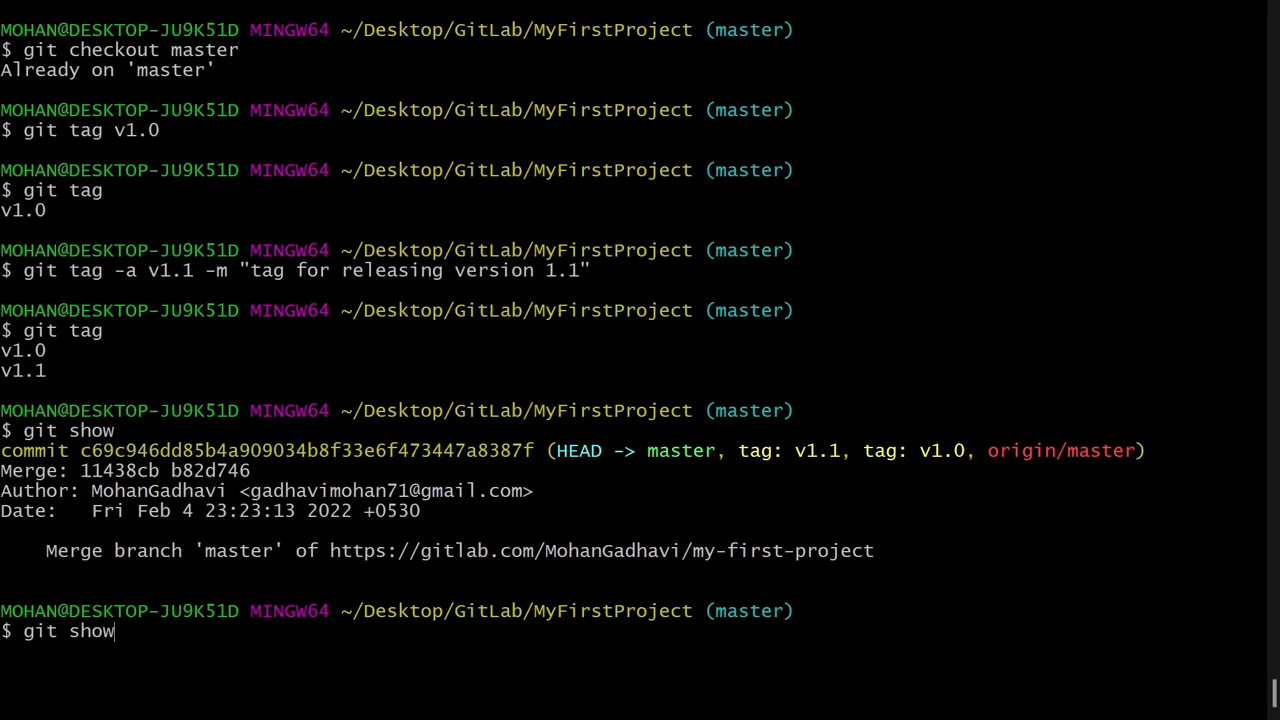 MOHAN@DESKTOP-JU9K51D MINGW64 ~/Desktop/GitLab/MyFirstProject (master)
$ git checkout master
Already on 'master'
MOHAN@DESKTOP-JU9K51D MINGW64 ~/Desktop/GitLab/MyFirstProject (master)
$ git tag v1.0
MOHAN@DESKTOP-JU9K51D MINGW64 ~/Desktop/GitLab/MyFirstProject (master)
$ git tag
v1.0
MOHAN@DESKTOP-JU9K51D MINGW64 ~/Desktop/GitLab/MyFirstProject (master)
$ git tag -a v1.1 -m "tag for releasing version 1.1"
MOHAN@DESKTOP-JU9K51D MINGW64 ~/Desktop/GitLab/MyFirstProject (master)
$ git tag
v1.0
v1.1
MOHAN@DESKTOP-JU9K51D MINGW64 ~/Desktop/GitLab/MyFirstProject (master)
$ git show
commit c69c946dd85b4a909034b8f33e6f473447a8387f (HEAD -> master, tag: v1.1, tag: v1.0, origin/master)
Merge: 11438cb b82d746
Author: MohanGadhavi <gadhavimohan71@gmail.com>
Date:   Fri Feb 4 23:23:13 2022 +0530
    Merge branch 'master' of https://gitlab.com/MohanGadhavi/my-first-project
MOHAN@DESKTOP-JU9K51D MINGW64 ~/Desktop/GitLab/MyFirstProject (master)
$ git show